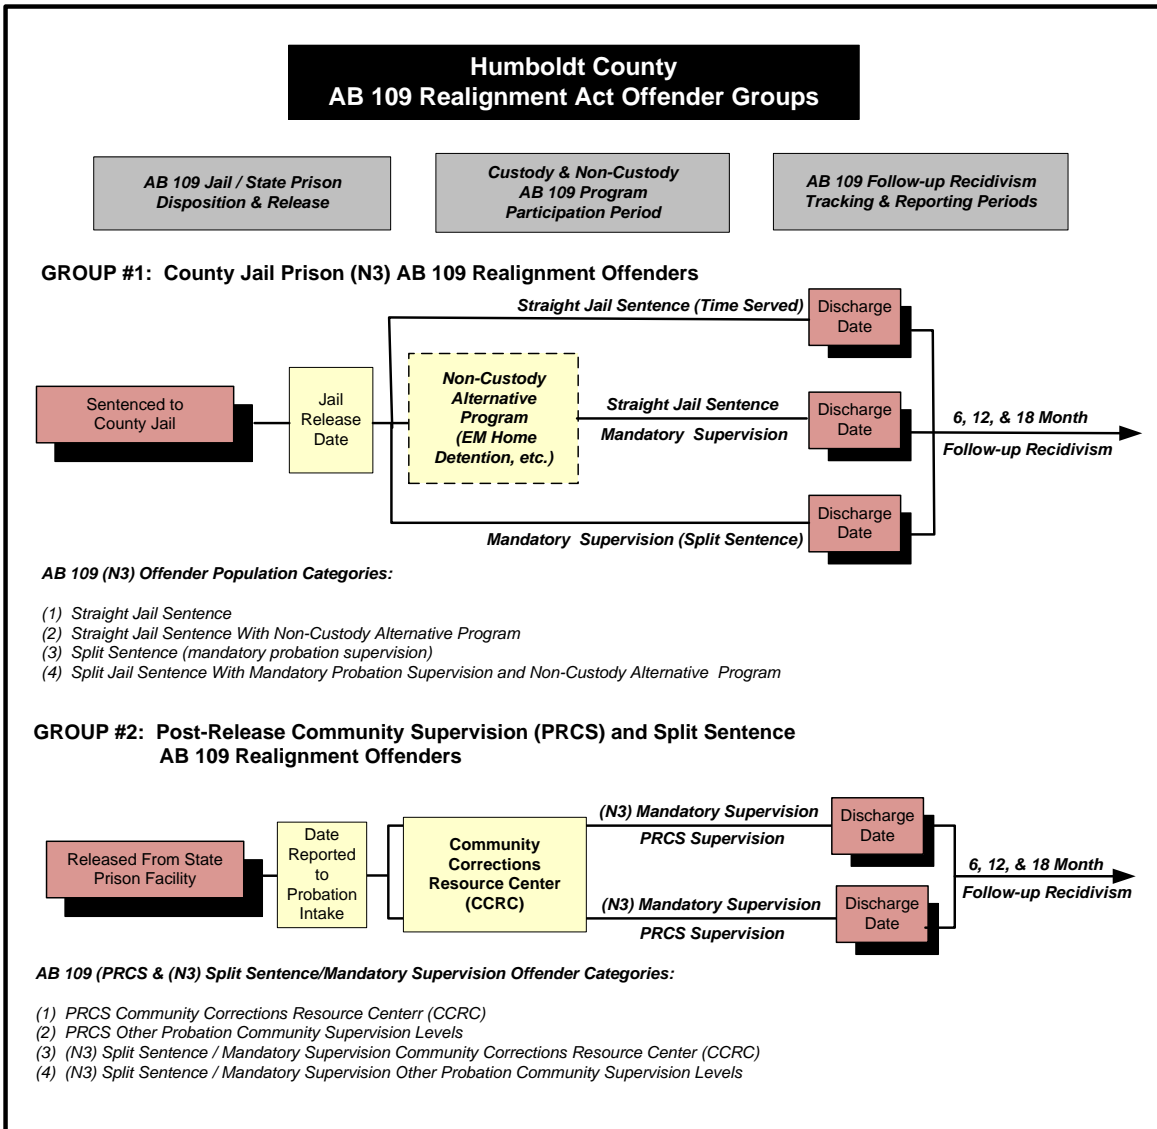 Humboldt County
AB 109 Realignment Act Offender Groups
AB 109 Jail / State Prison
Disposition & Release
Custody & Non-Custody
AB 109 Program
Participation Period
AB 109 Follow-up Recidivism
Tracking & Reporting Periods
GROUP #1:  County Jail Prison (N3) AB 109 Realignment Offenders
Straight Jail Sentence (Time Served)
Discharge
Date
Sentenced to
County Jail
Jail
Release
Date
Non-Custody
Alternative
Program
(EM Home
Detention, etc.)
Straight Jail Sentence
Mandatory  Supervision
Discharge
Date
6, 12, & 18 Month
Follow-up Recidivism
Mandatory  Supervision (Split Sentence)
Discharge
Date
AB 109 (N3) Offender Population Categories:
(1)  Straight Jail Sentence
(2)  Straight Jail Sentence With Non-Custody Alternative Program
(3)  Split Sentence (mandatory probation supervision)
(4)  Split Jail Sentence With Mandatory Probation Supervision and Non-Custody Alternative  Program
GROUP #2:  Post-Release Community Supervision (PRCS) and Split Sentence
AB 109 Realignment Offenders
Released From State
Prison Facility
Date
Reported
to
Probation
Intake
Community
Corrections
Resource Center
(CCRC)
(N3) Mandatory Supervision
PRCS Supervision
Discharge
Date
(N3) Mandatory Supervision
PRCS Supervision
Discharge
Date
6, 12, & 18 Month
Follow-up Recidivism
AB 109 (PRCS & (N3) Split Sentence/Mandatory Supervision Offender Categories:
(1)  PRCS Community Corrections Resource Centerr (CCRC)
(2)  PRCS Other Probation Community Supervision Levels
(3)  (N3) Split Sentence / Mandatory Supervision Community Corrections Resource Center (CCRC)
(4)  (N3) Split Sentence / Mandatory Supervision Other Probation Community Supervision Levels